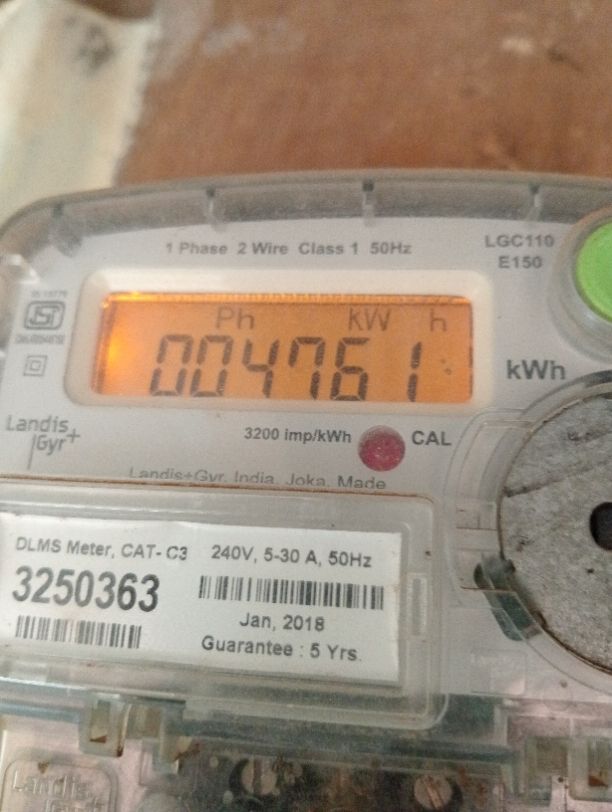 1 Phase 2 Wire Class 1 50Hz
LGC110
E150
ISI
Ph kW h
004761
kWh
Landis
Gyr+
3200 imp/kWh
CAL
Landis+Gyr, India, Joka, Made
DLMS Meter, CAT- C3 240V, 5-30 A, 50Hz
3250363
Jan, 2018
Guarantee : 5 Yrs.
Landis